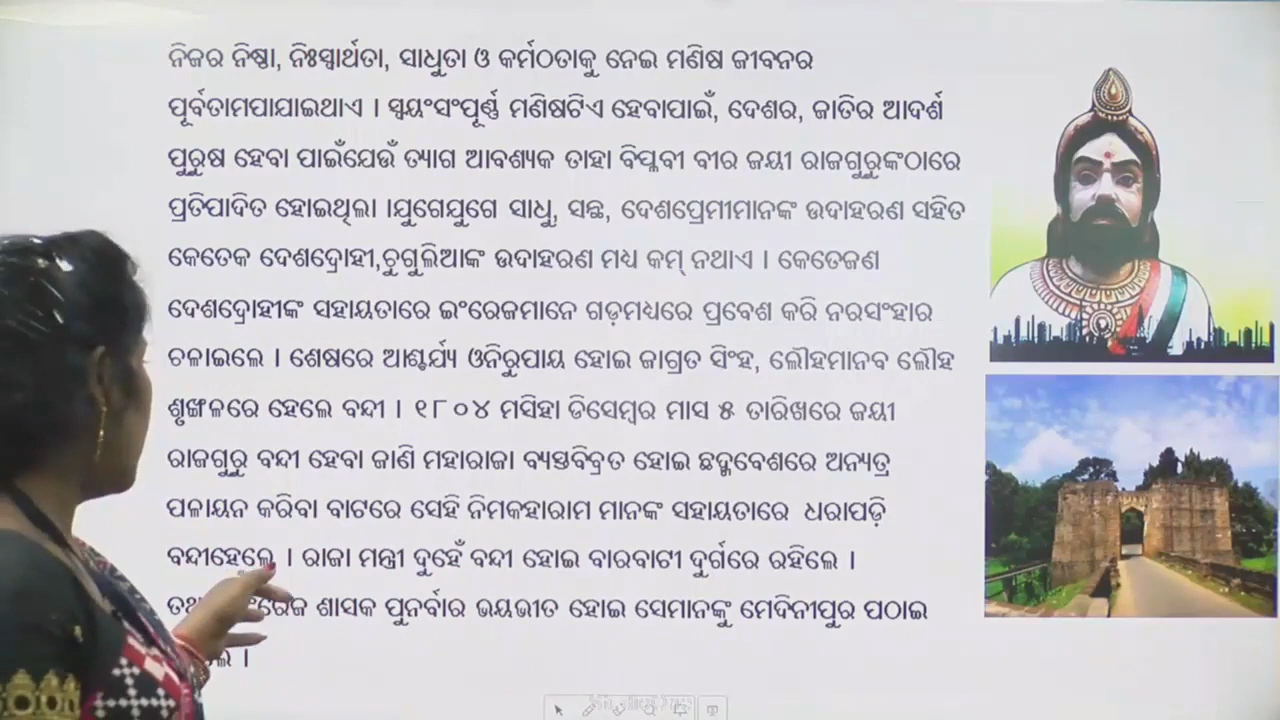 ନିଜର ନିଷ୍ଠା, ନିଃସ୍ୱାର୍ଥତା, ସାଧୁତା ଓ କର୍ମଠତାକୁ ନେଇ ମଣିଷ ଜୀବନର
ପୂର୍ବତାମପାଯାଇଥାଏ । ସ୍ୱୟଂସଂପୂର୍ଣ୍ଣ ମଣିଷଟିଏ ହେବାପାଇଁ, ଦେଶର, ଜାତିର ଆଦର୍ଶ
ପୁରୁଷ ହେବା ପାଇଁଯେଉଁ ତ୍ୟାଗ ଆବଶ୍ୟକ ତାହା ବିପ୍ଳବୀ ବୀର ଜୟୀ ରାଜଗୁରୁଙ୍କଠାରେ
ପ୍ରତିପାଦିତ ହୋଇଥିଲା ।ଯୁଗେଯୁଗେ ସାଧୁ, ସନ୍ଥ, ଦେଶପ୍ରେମୀମାନଙ୍କ ଉଦାହରଣ ସହିତ
କେତେକ ଦେଶଦ୍ରୋହୀ,ଚୁଗୁଲିଆଙ୍କ ଉଦାହରଣ ମଧ୍ୟ କମ୍ ନଥାଏ । କେତେଜଣ
ଦେଶଦ୍ରୋହୀଙ୍କ ସହାୟତାରେ ଇଂରେଜମାନେ ଗଡ଼ମଧ୍ୟରେ ପ୍ରବେଶ କରି ନରସଂହାର
ଚଳାଇଲେ । ଶେଷରେ ଆଶ୍ଚର୍ଯ୍ୟ ଓନିରୁପାୟ ହୋଇ ଜାଗ୍ରତ ସିଂହ, ଲୌହମାନବ ଲୌହ
ଶୃଙ୍ଖଳରେ ହେଲେ ବନ୍ଦୀ । ୧୮୦୪ ମସିହା ଡିସେମ୍ବର ମାସ ୫ ତାରିଖରେ ଜୟୀ
ରାଜଗୁରୁ ବନ୍ଦୀ ହେବା ଜାଣି ମହାରାଜା ବ୍ୟସ୍ତବିବ୍ରତ ହୋଇ ଛଦ୍ମବେଶରେ ଅନ୍ୟତ୍ର
ପଳାୟନ କରିବା ବାଟରେ ସେହି ନିମକହାରାମ ମାନଙ୍କ ସହାୟତାରେ ଧରାପଡ଼ି
ବନ୍ଦୀହେଲେ । ରାଜା ମନ୍ତ୍ରୀ ଦୁହେଁ ବନ୍ଦୀ ହୋଇ ବାରବାଟୀ ଦୁର୍ଗରେ ରହିଲେ ।
ଶାସକ ପୁନର୍ବାର ଭୟଭୀତ ହୋଇ ସେମାନଙ୍କୁ ମେଦିନୀପୁର ପଠାଇ
।